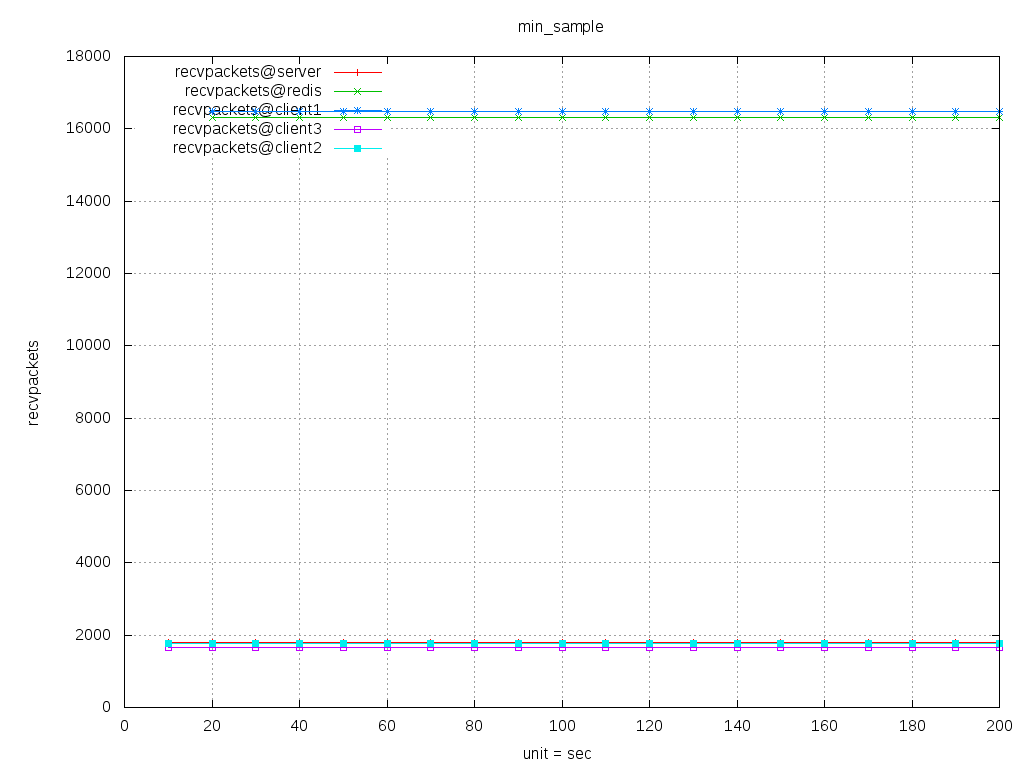 min_sample
18000
16000
14000
12000
10000
8000
6000
4000
2000
0
recvpackets@server
recvpackets@redis
recvpackets@client1
recvpackets@client3
recvpackets@client2
recvpackets
0 20 40 60 80 100 120 140 160 180 200
unit = sec